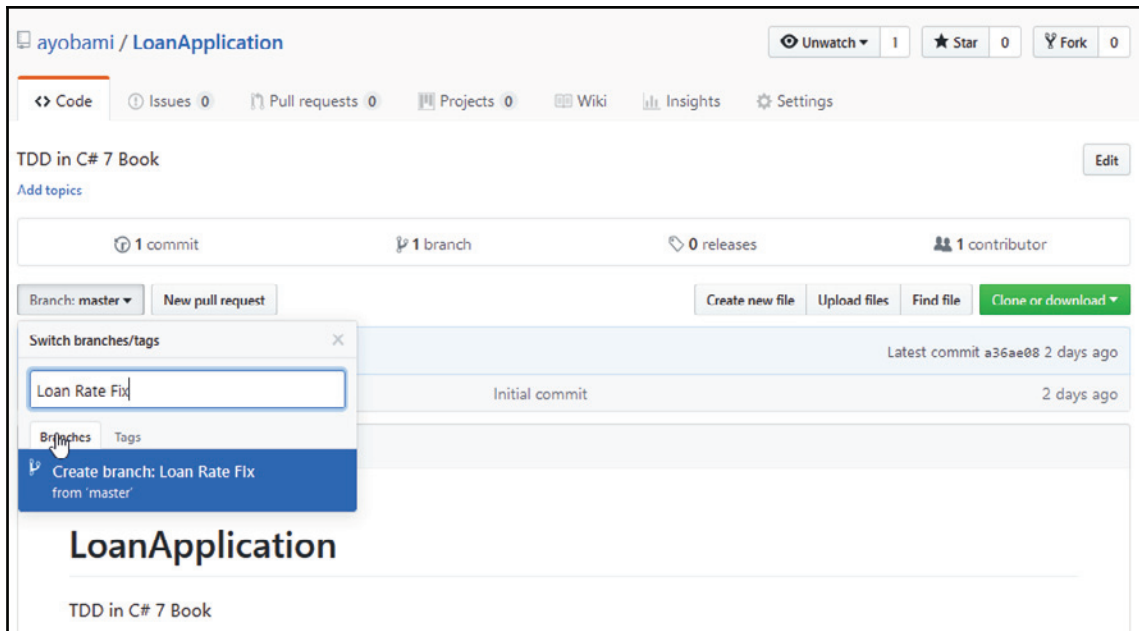 ayobami / LoanApplication
Unwatch 1 Star 0 Fork 0
<> Code Issues 0 Pull requests 0 Projects 0 Wiki Insights Settings
TDD in C# 7 Book Edit
Add topics
1 commit 1 branch 0 releases 1 contributor
Branch: master New pull request Create new file Upload files Find file Clone or download
Switch branches/tags
Latest commit a36ae08 2 days ago
Loan Rate Fix
Initial commit 2 days ago
Branches Tags
Create branch: Loan Rate Fix
from 'master'
LoanApplication
TDD in C# 7 Book